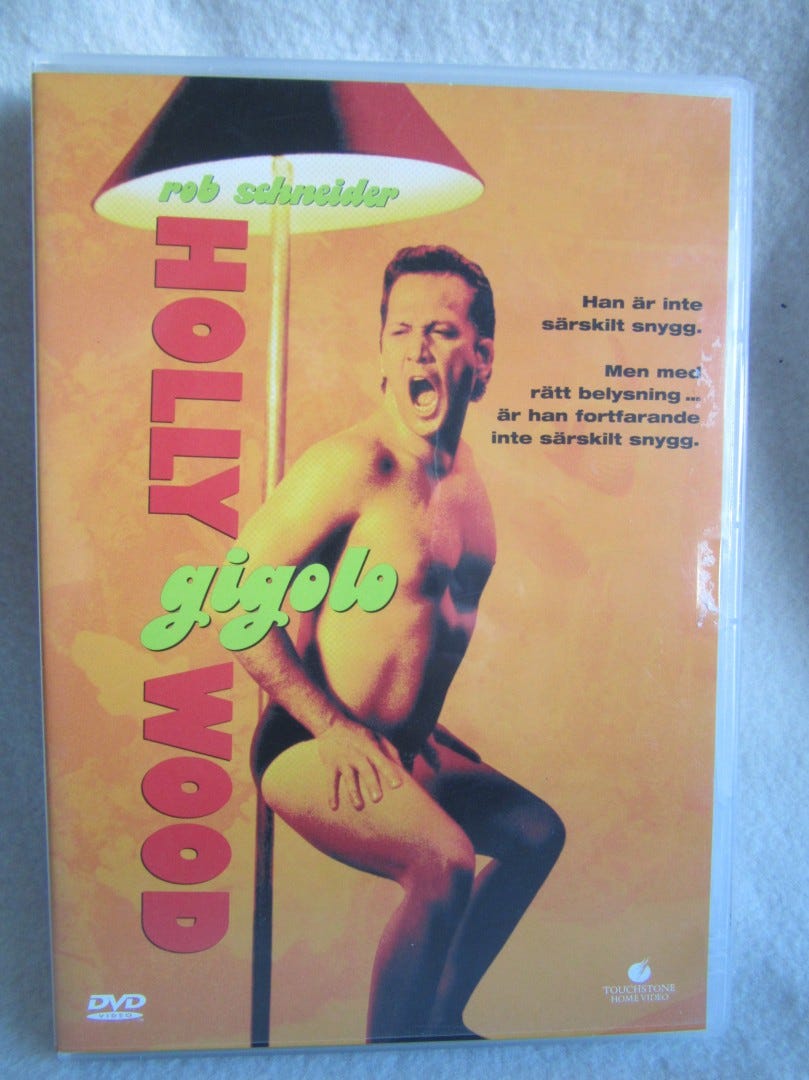 rob schneider
HOLLY
gigolo
WOOD
Han är inte
särskilt snygg.
Men med
rätt belysning...
är han fortfarande
inte särskilt snygg.
DVD
VIDEO
TOUCHSTONE
HOME VIDEO